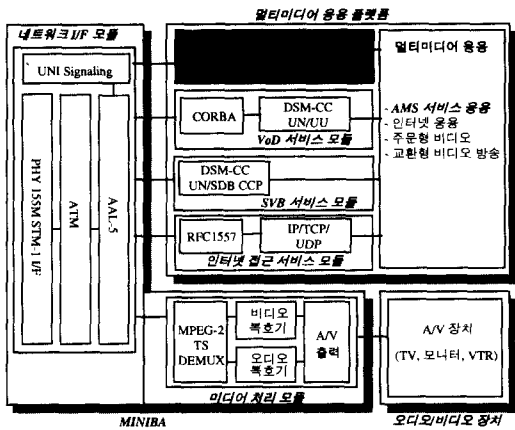 멀티미디어 응용 플랫폼
네트워크 I/F 모듈
UNI Signaling
PHY 155M STM-1 I/F
ATM
AAL-5
멀티미디어 응용
- AMS 서비스 응용
- 인터넷 응용
- 주문형 비디오
- 교환형 비디오 방송
CORBA
DSM-CC
UN/UU
VoD 서비스 모듈
DSM-CC
UN/SDB CCP
SVB 서비스 모듈
RFC1557
IP/TCP/
UDP
인터넷 접근 서비스 모듈
MPEG-2
TS
DEMUX
비디오
복호기
오디오
복호기
A/V
출력
미디어 처리 모듈
A/V 장치
(TV, 모니터, VTR)
MINIBA
오디오/비디오 장치